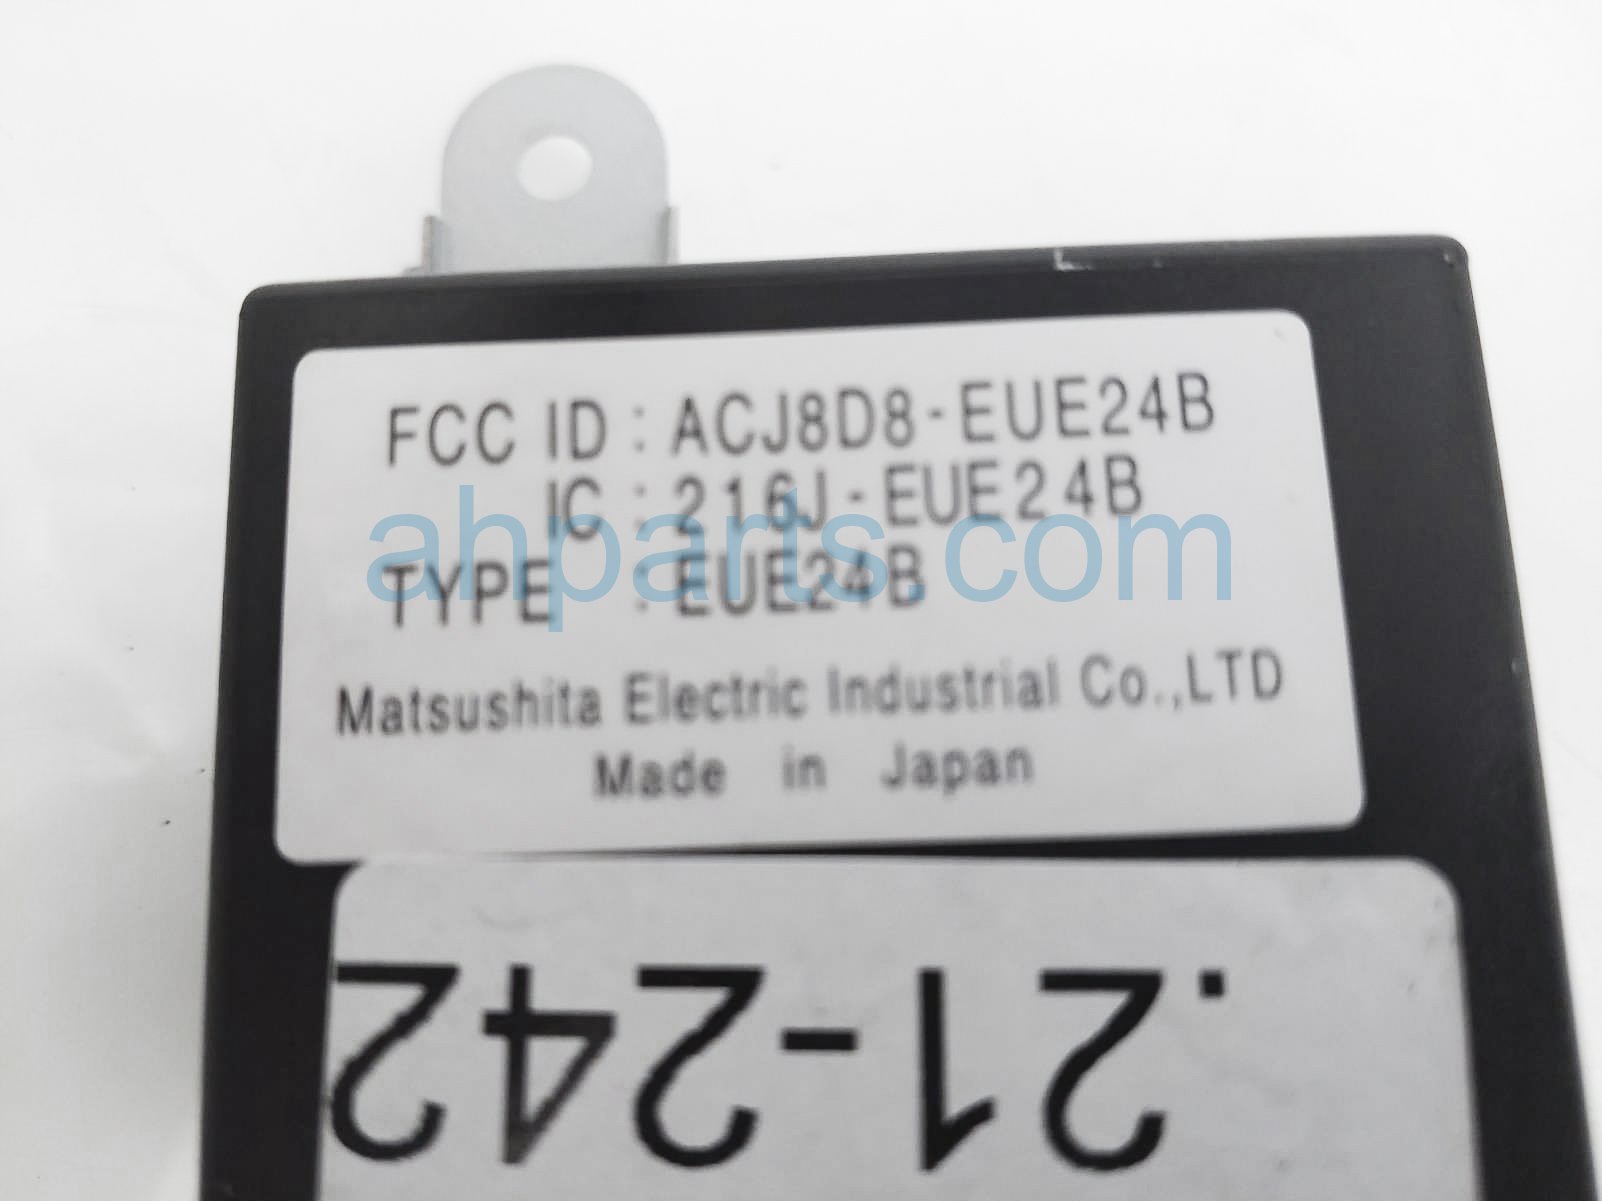 FCC ID : ACJ8D8-EUE24B
IC : 216J-EUE24B
TYPE : EUE24B
ahparts.com
Matsushita Electric Industrial Co.,LTD
Made in Japan
.21-242